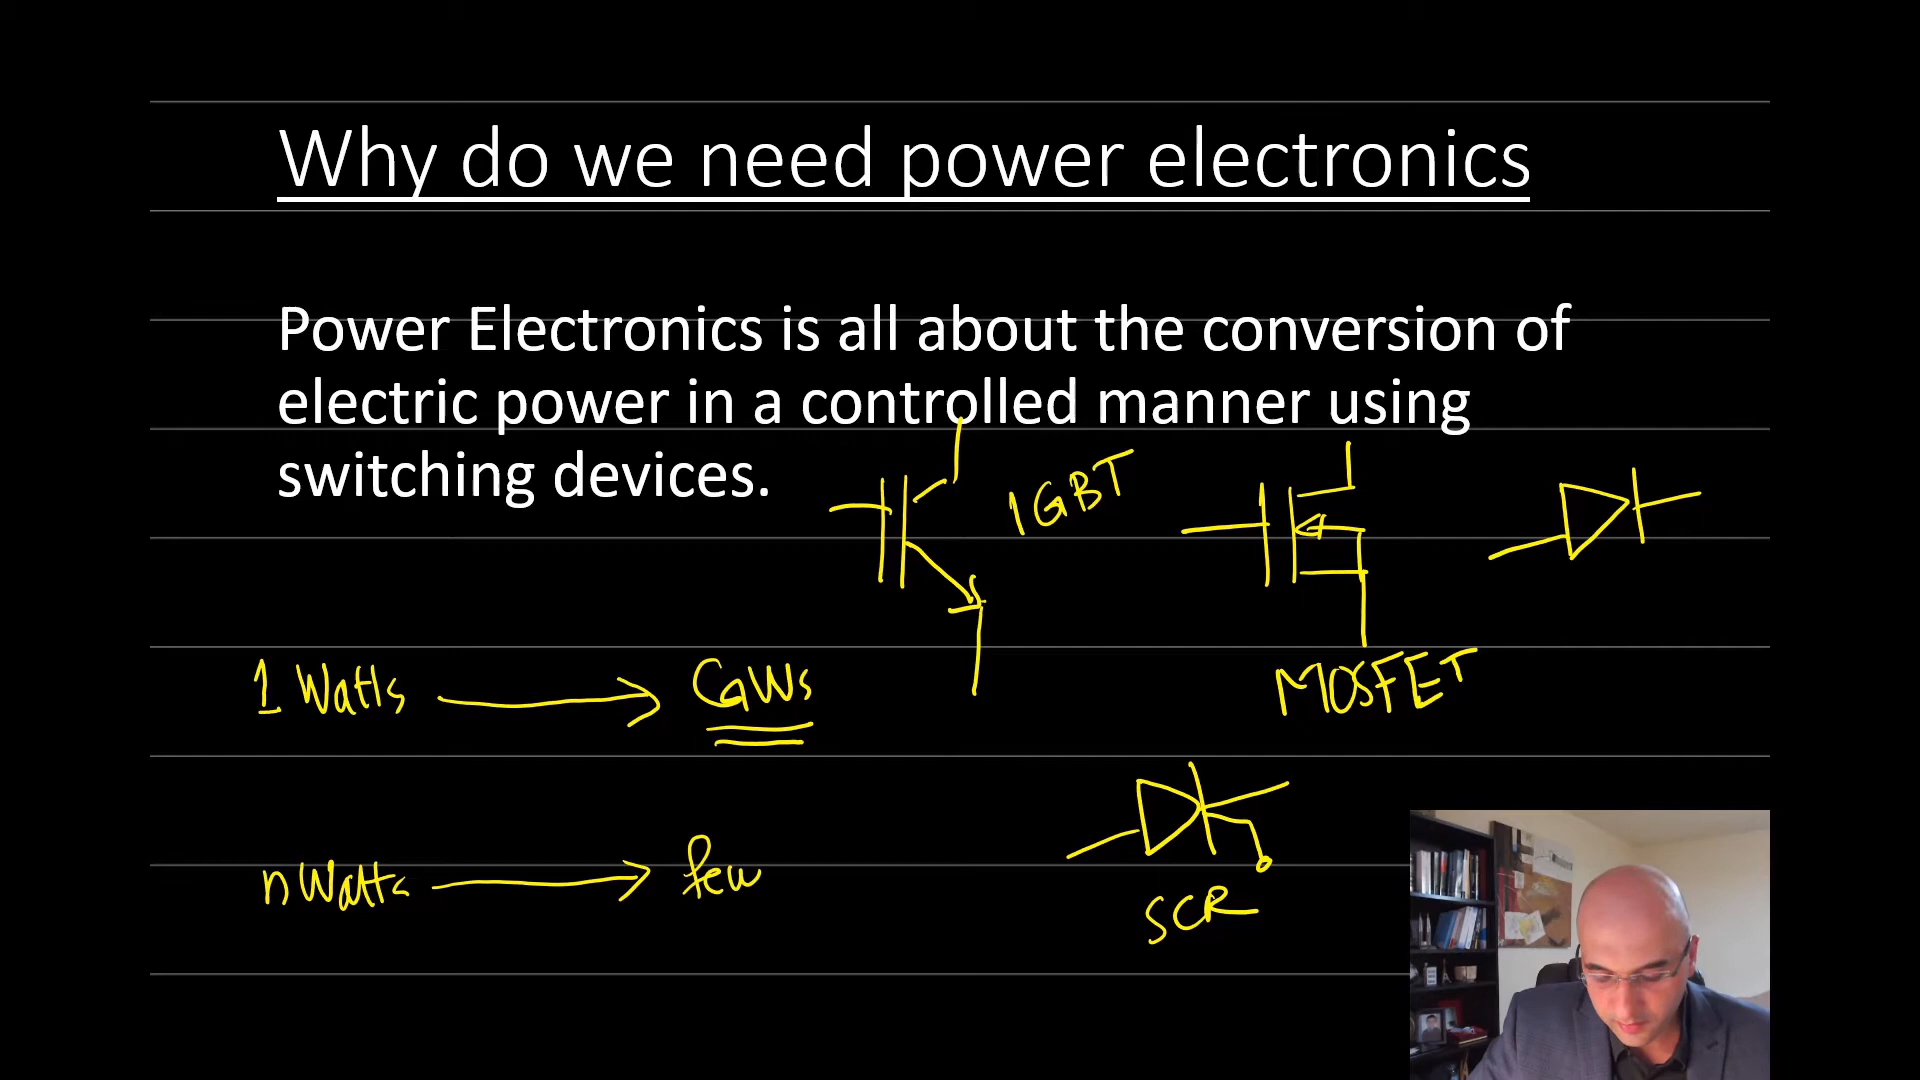 Why do we need power electronics
Power Electronics is all about the conversion of
electric power in a controlled manner using
switching devices.
IGBT
1 Watts
GWs
MOSFET
n Watts
few
SCR